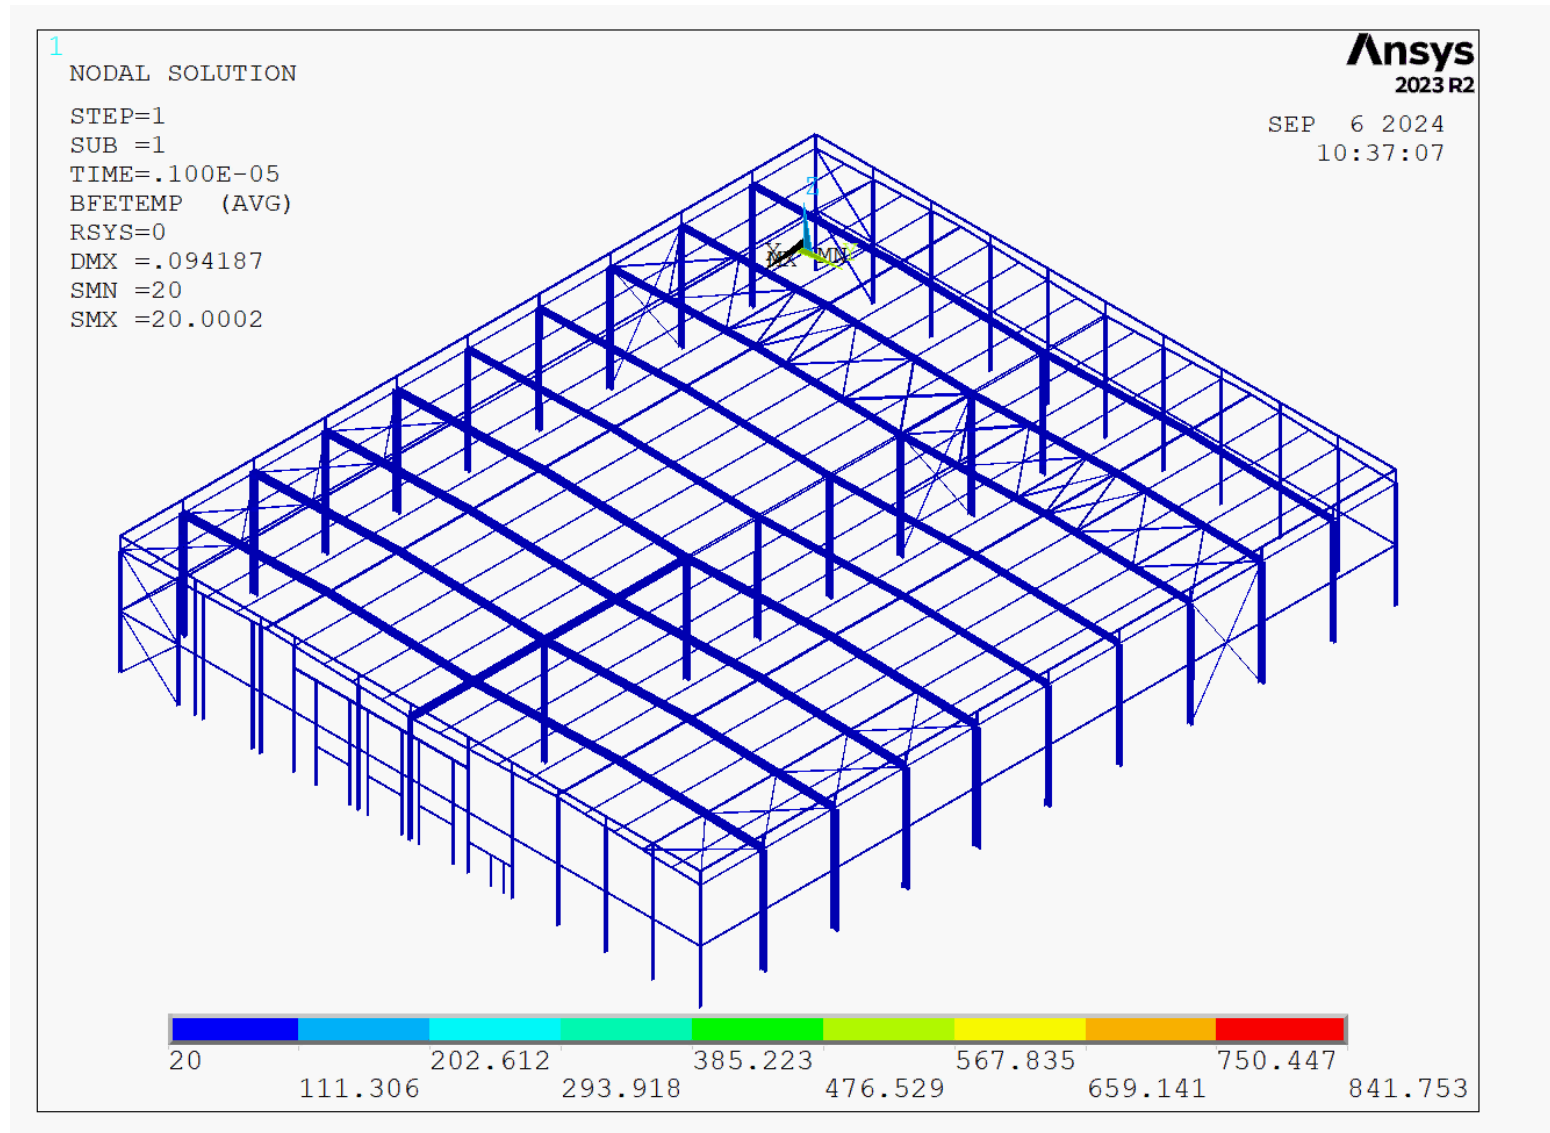 1
NODAL SOLUTION
STEP=1
SUB =1
TIME=.100E-05
BFETEMP (AVG)
RSYS=0
DMX =.094187
SMN =20
SMX =20.0002
Ansys
2023 R2
SEP 6 2024
10:37:07
Z
X
MN
MX
20
111.306
202.612
293.918
385.223
476.529
567.835
659.141
750.447
841.753